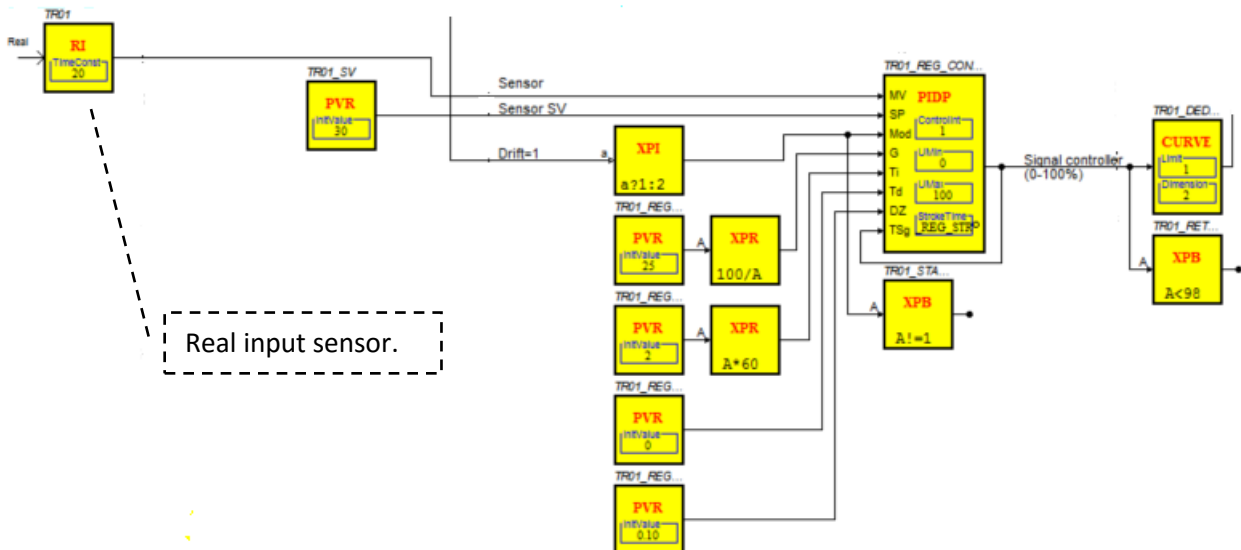 TR01
Real
RI
TimeConst
20
TR01_SV
PVR
InitValue
30
Sensor
Sensor SV
Drift=1
a
XPI
a?1:2
TR01_REG...
PVR
InitValue
25
A
XPR
100/A
TR01_REG...
PVR
InitValue
2
A
XPR
A*60
TR01_REG...
PVR
InitValue
0
TR01_REG...
PVR
InitValue
0.10
TR01_REG_CON...
MV PIDP
SP
Mod
G
Ti
Td
DZ
TSg
ControlInt
1
UMin
0
UMax
100
StrokeTime
_REG_STR
TR01_STA...
A
XPB
A!=1
Signal controller
(0-100%)
TR01_DED...
CURVE
Limit
1
Dimension
2
TR01_RET...
A
XPB
A<98
Real input sensor.